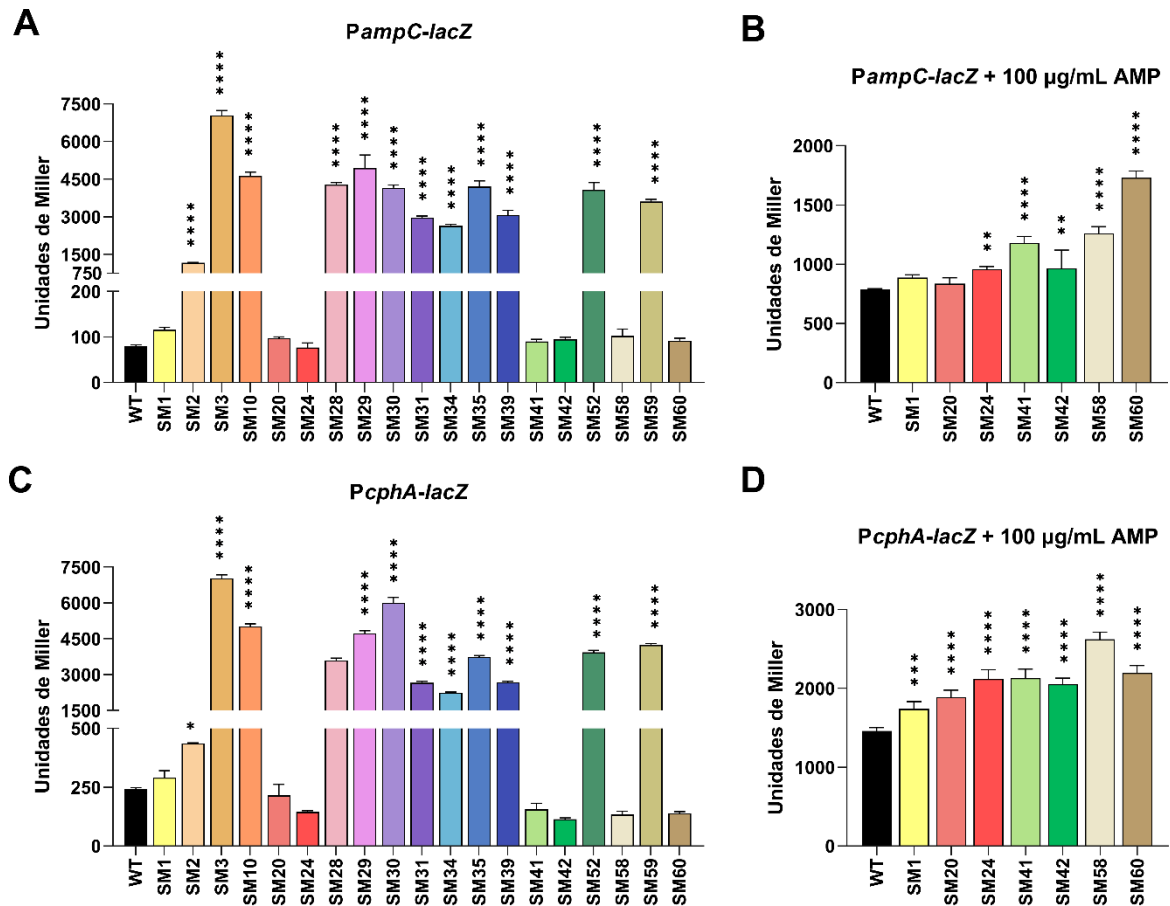 A
PampC-lacZ
Unidades de Miller
7500
6000
4500
3000
1500
750
200
100
0
**** **** **** **** **** **** **** **** **** **** **** ****
WT SM1 SM2 SM3 SM10 SM20 SM24 SM28 SM29 SM30 SM31 SM34 SM35 SM39 SM41 SM42 SM52 SM58 SM59 SM60
B
PampC-lacZ + 100 µg/mL AMP
Unidades de Miller
2000
1500
1000
500
0
** **** ** **** ****
WT SM1 SM20 SM24 SM41 SM42 SM58 SM60
C
PcphA-lacZ
Unidades de Miller
7500
6000
4500
3000
1500
500
250
0
* **** **** **** **** **** **** **** **** **** ****
WT SM1 SM2 SM3 SM10 SM20 SM24 SM28 SM29 SM30 SM31 SM34 SM35 SM39 SM41 SM42 SM52 SM58 SM59 SM60
D
PcphA-lacZ + 100 µg/mL AMP
Unidades de Miller
3000
2000
1000
0
*** **** **** **** **** **** ****
WT SM1 SM20 SM24 SM41 SM42 SM58 SM60